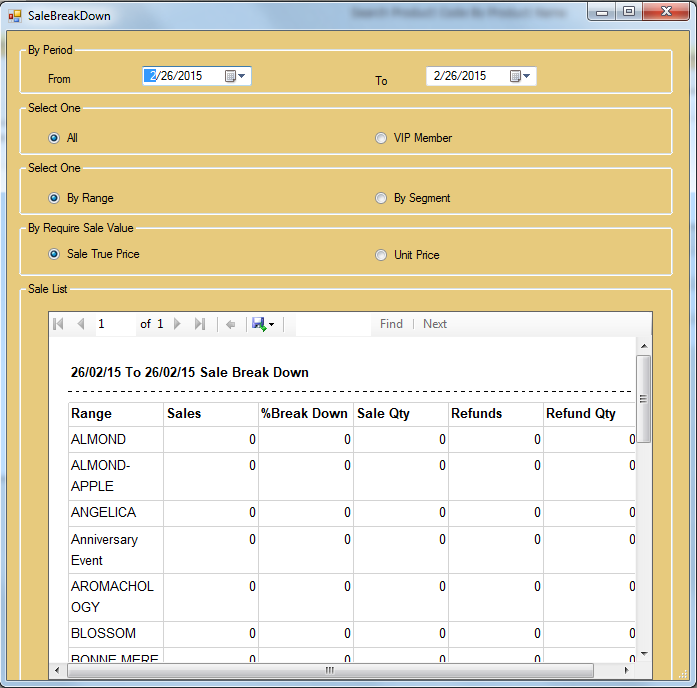 SaleBreakDown
By Period
From 2/26/2015 To 2/26/2015
Select One
All VIP Member
Select One
By Range By Segment
By Require Sale Value
Sale True Price Unit Price
Sale List
1 of 1 Find Next
26/02/15 To 26/02/15 Sale Break Down
Range Sales %Break Down Sale Qty Refunds Refund Qty
ALMOND 0 0 0 0 0
ALMOND- 0 0 0 0 0
APPLE
ANGELICA 0 0 0 0 0
Anniversary 0 0 0 0 0
Event
AROMACHOL 0 0 0 0 0
OGY
BLOSSOM 0 0 0 0 0
BONNE MERE 0 0 0 0 0